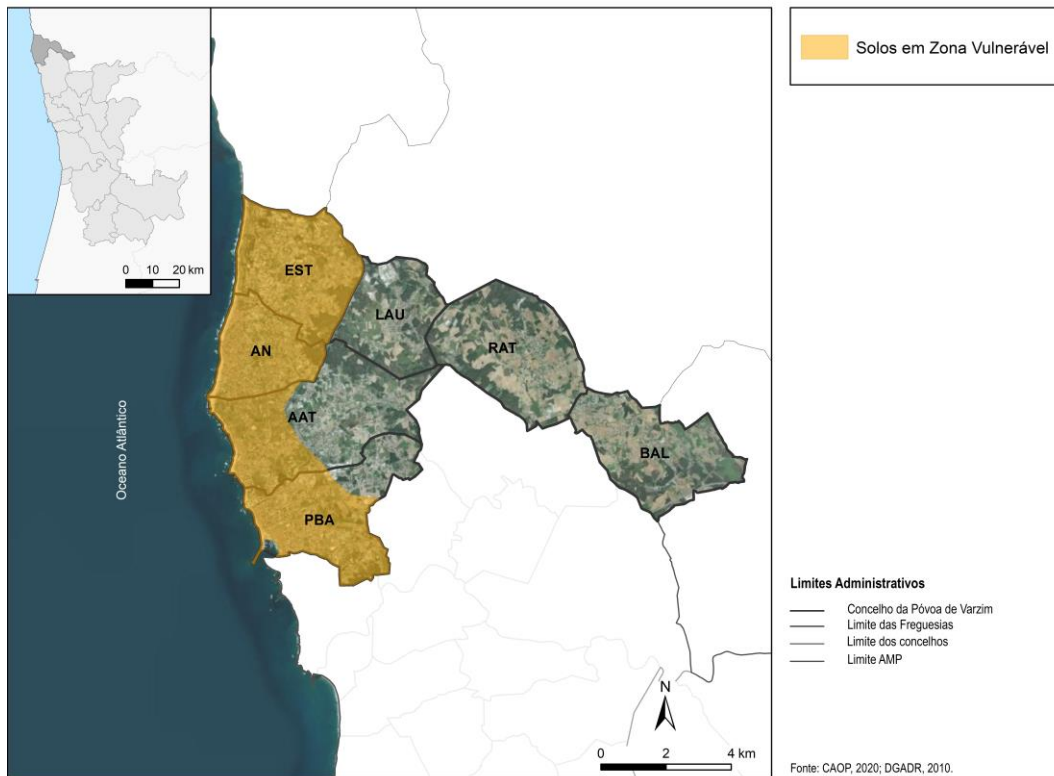 0 10 20 km
Solos em Zona Vulnerável
EST
LAU
RAT
AN
AAT
BAL
PBA
Oceano Atlântico
N
0 2 4 km
Limites Administrativos
Concelho da Póvoa de Varzim
Limite das Freguesias
Limite dos concelhos
Limite AMP
Fonte: CAOP, 2020; DGADR, 2010.